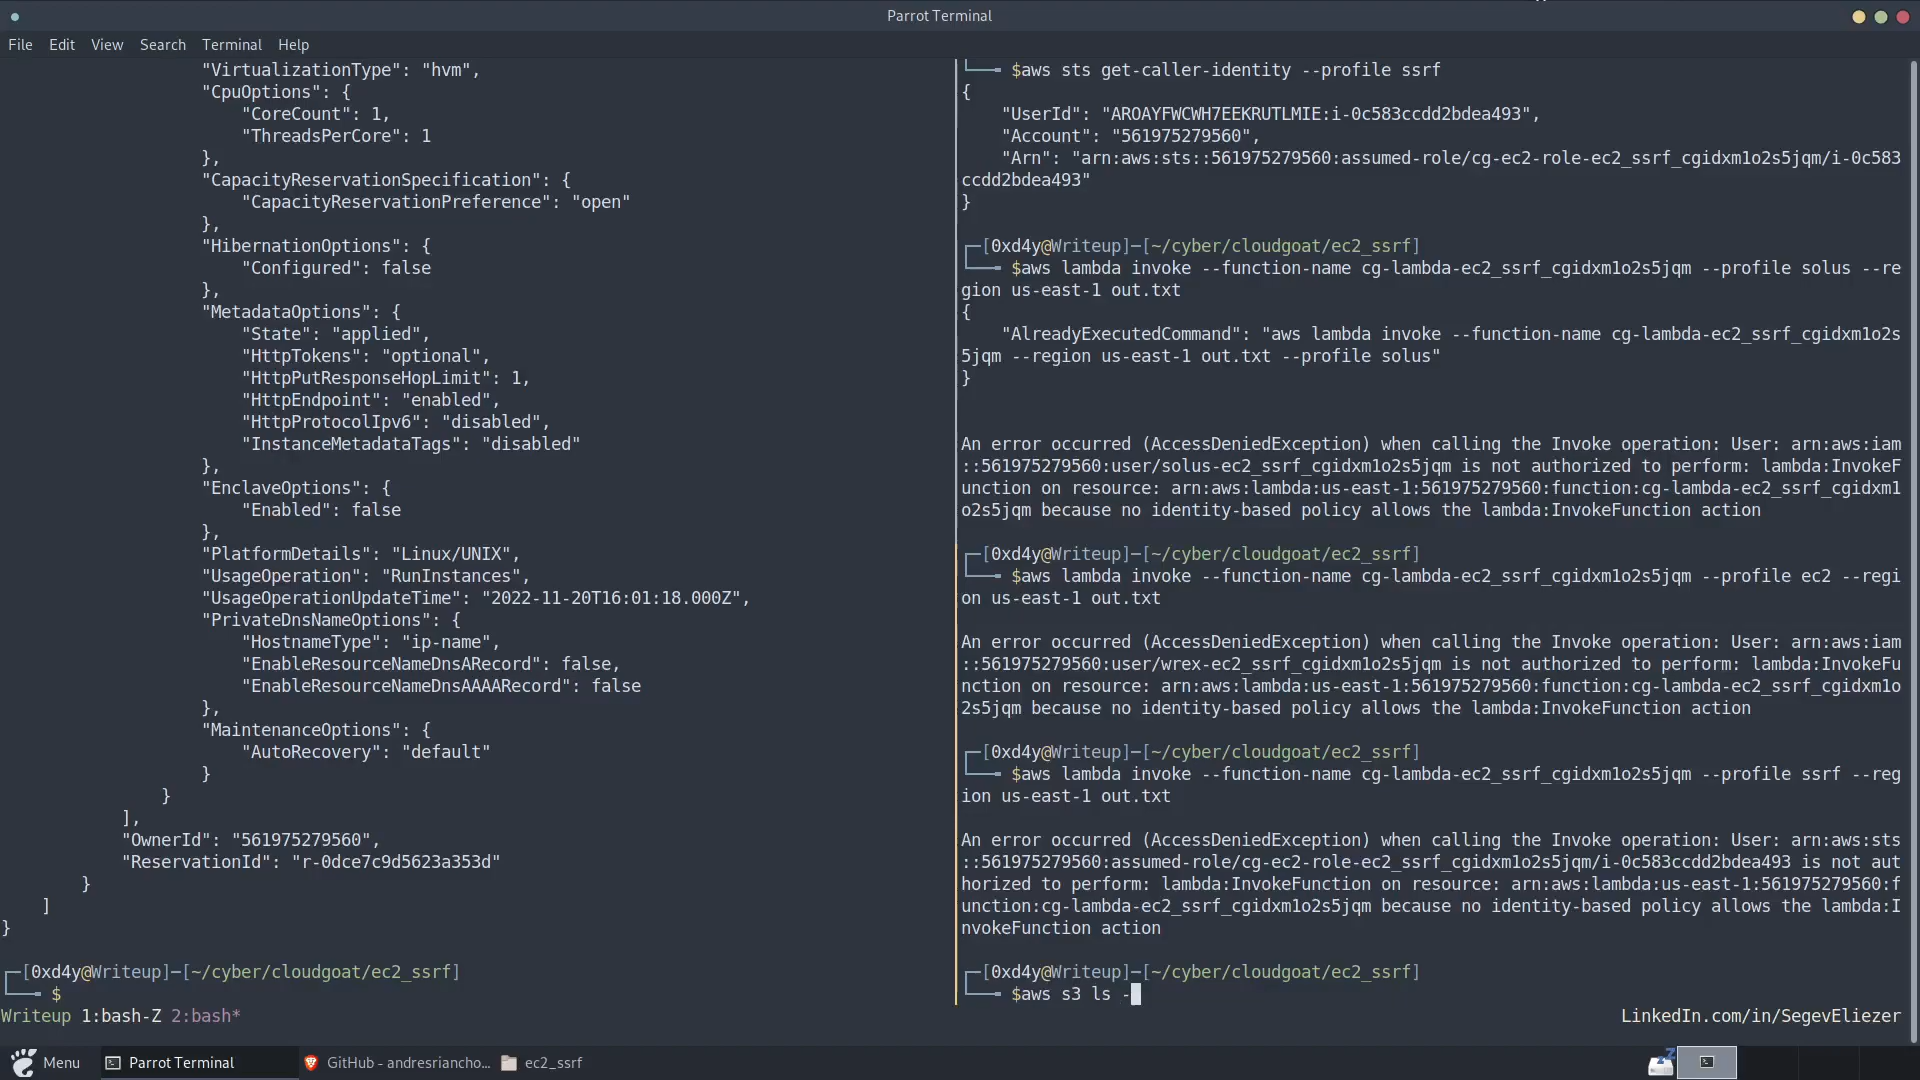 Parrot Terminal
File Edit View Search Terminal Help
"VirtualizationType": "hvm",
"CpuOptions": {
"CoreCount": 1,
"ThreadsPerCore": 1
},
"CapacityReservationSpecification": {
"CapacityReservationPreference": "open"
},
"HibernationOptions": {
"Configured": false
},
"MetadataOptions": {
"State": "applied",
"HttpTokens": "optional",
"HttpPutResponseHopLimit": 1,
"HttpEndpoint": "enabled",
"HttpProtocolIpv6": "disabled",
"InstanceMetadataTags": "disabled"
},
"EnclaveOptions": {
"Enabled": false
},
"PlatformDetails": "Linux/UNIX",
"UsageOperation": "RunInstances",
"UsageOperationUpdateTime": "2022-11-20T16:01:18.000Z",
"PrivateDnsNameOptions": {
"HostnameType": "ip-name",
"EnableResourceNameDnsARecord": false,
"EnableResourceNameDnsAAAARecord": false
},
"MaintenanceOptions": {
"AutoRecovery": "default"
}
}
],
"OwnerId": "561975279560",
"ReservationId": "r-0dce7c9d5623a353d"
}
]
}
[0xd4y@Writeup]─[~/cyber/cloudgoat/ec2_ssrf]
$
$aws sts get-caller-identity --profile ssrf
{
"UserId": "AROAYFWCWH7EEKRUTLMIE:i-0c583ccdd2bdea493",
"Account": "561975279560",
"Arn": "arn:aws:sts::561975279560:assumed-role/cg-ec2-role-ec2_ssrf_cgidxm1o2s5jqm/i-0c583
ccdd2bdea493"
}
[0xd4y@Writeup]─[~/cyber/cloudgoat/ec2_ssrf]
$aws lambda invoke --function-name cg-lambda-ec2_ssrf_cgidxm1o2s5jqm --profile solus --re
gion us-east-1 out.txt
{
"AlreadyExecutedCommand": "aws lambda invoke --function-name cg-lambda-ec2_ssrf_cgidxm1o2s
5jqm --region us-east-1 out.txt --profile solus"
}
An error occurred (AccessDeniedException) when calling the Invoke operation: User: arn:aws:iam
::561975279560:user/solus-ec2_ssrf_cgidxm1o2s5jqm is not authorized to perform: lambda:InvokeF
unction on resource: arn:aws:lambda:us-east-1:561975279560:function:cg-lambda-ec2_ssrf_cgidxm1
o2s5jqm because no identity-based policy allows the lambda:InvokeFunction action
[0xd4y@Writeup]─[~/cyber/cloudgoat/ec2_ssrf]
$aws lambda invoke --function-name cg-lambda-ec2_ssrf_cgidxm1o2s5jqm --profile ec2 --regi
on us-east-1 out.txt
An error occurred (AccessDeniedException) when calling the Invoke operation: User: arn:aws:iam
::561975279560:user/wrex-ec2_ssrf_cgidxm1o2s5jqm is not authorized to perform: lambda:InvokeFu
nction on resource: arn:aws:lambda:us-east-1:561975279560:function:cg-lambda-ec2_ssrf_cgidxm1o
2s5jqm because no identity-based policy allows the lambda:InvokeFunction action
[0xd4y@Writeup]─[~/cyber/cloudgoat/ec2_ssrf]
$aws lambda invoke --function-name cg-lambda-ec2_ssrf_cgidxm1o2s5jqm --profile ssrf --reg
ion us-east-1 out.txt
An error occurred (AccessDeniedException) when calling the Invoke operation: User: arn:aws:sts
::561975279560:assumed-role/cg-ec2-role-ec2_ssrf_cgidxm1o2s5jqm/i-0c583ccdd2bdea493 is not aut
horized to perform: lambda:InvokeFunction on resource: arn:aws:lambda:us-east-1:561975279560:f
unction:cg-lambda-ec2_ssrf_cgidxm1o2s5jqm because no identity-based policy allows the lambda:I
nvokeFunction action
[0xd4y@Writeup]─[~/cyber/cloudgoat/ec2_ssrf]
$aws s3 ls -
Writeup 1:bash-Z 2:bash* LinkedIn.com/in/SegevEliezer
Menu Parrot Terminal GitHub - andresriancho... ec2_ssrf